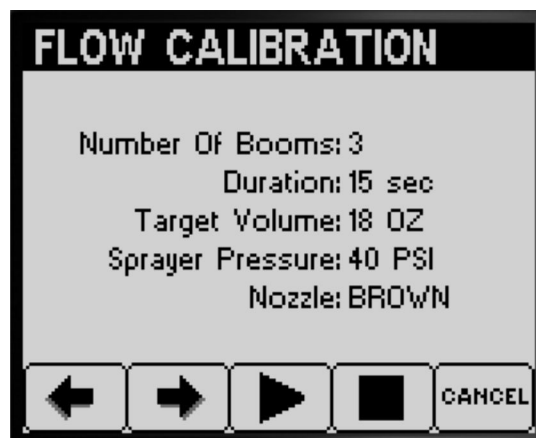 FLOW CALIBRATION
Number Of Booms: 3
Duration: 15 sec
Target Volume: 18 OZ
Sprayer Pressure: 40 PSI
Nozzle: BROWN
CANCEL